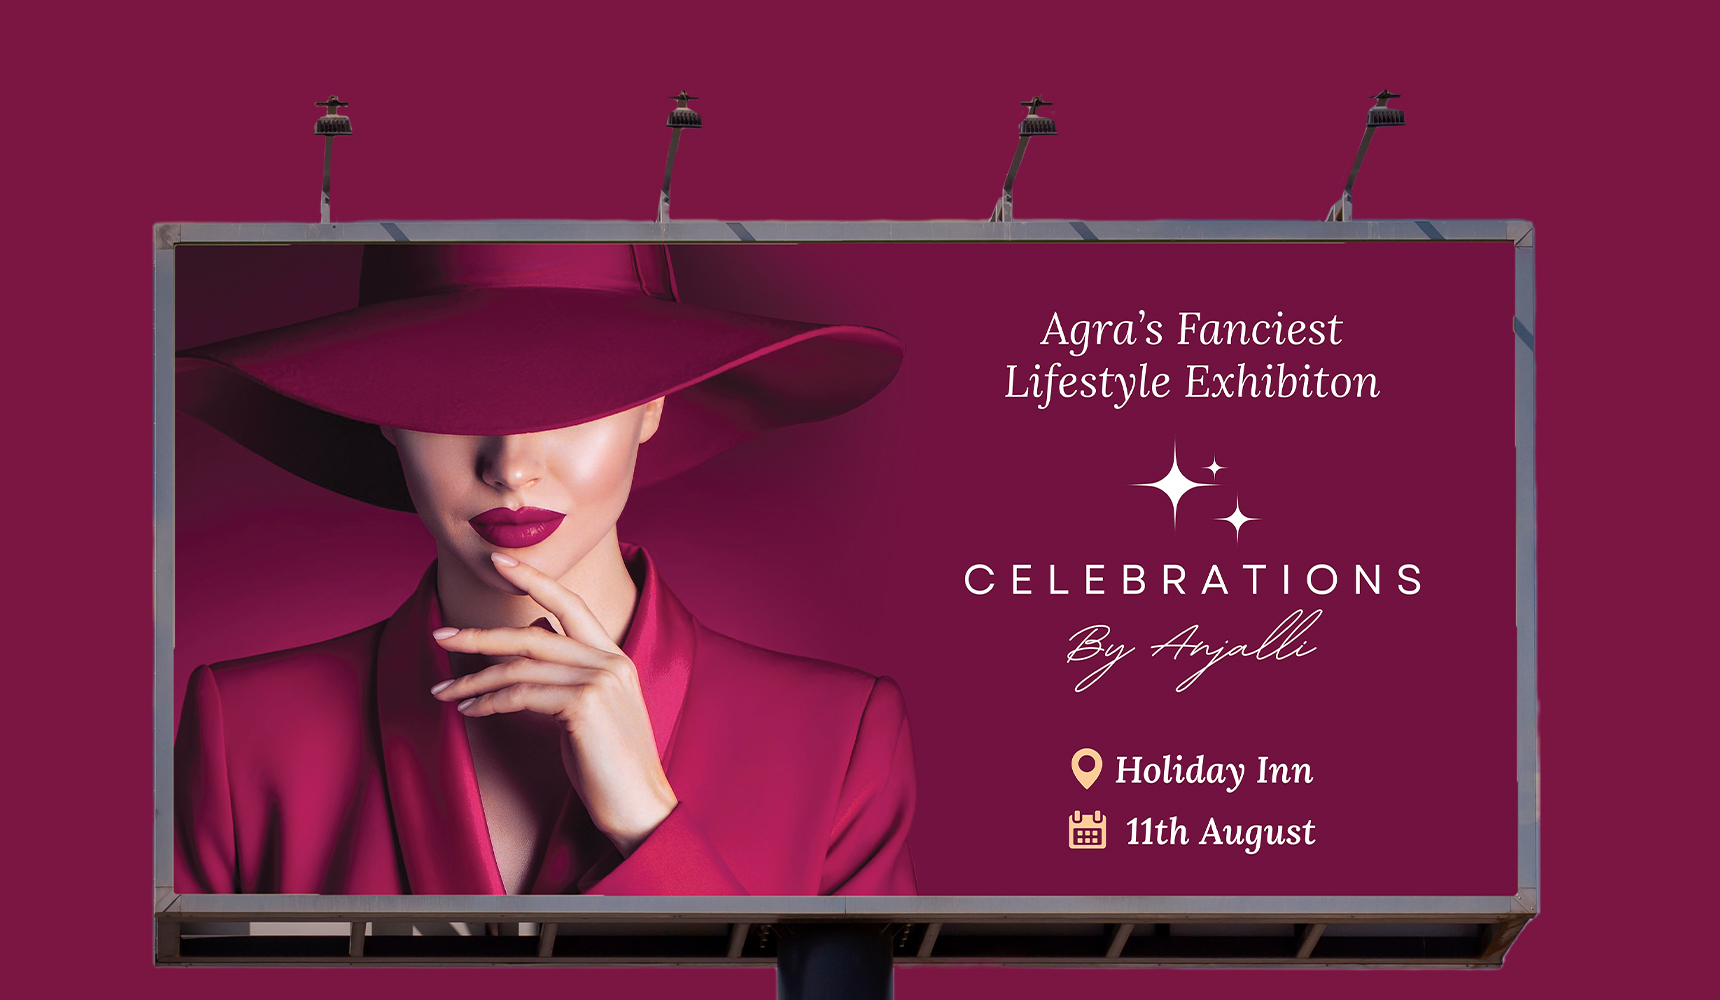 Agra’s Fanciest
Lifestyle Exhibiton
CELEBRATIONS
By Anjalli
Holiday Inn
11th August